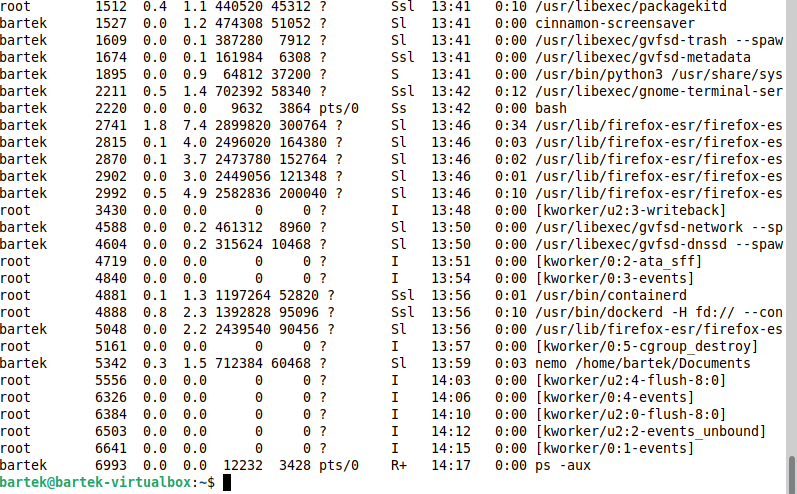 root        1512  0.4  1.1 440520 45312 ?        Ssl  13:41   0:10 /usr/libexec/packagekitd
bartek      1527  0.0  1.2 474308 51052 ?        Sl   13:41   0:00 cinnamon-screensaver
bartek      1609  0.0  0.1 387280  7912 ?        Sl   13:41   0:00 /usr/libexec/gvfsd-trash --spaw
bartek      1674  0.0  0.1 161984  6308 ?        Ssl  13:41   0:00 /usr/libexec/gvfsd-metadata
bartek      1895  0.0  0.9  64812 37200 ?        S    13:41   0:00 /usr/bin/python3 /usr/share/sys
bartek      2211  0.5  1.4 702392 58340 ?        Ssl  13:42   0:12 /usr/libexec/gnome-terminal-ser
bartek      2220  0.0  0.0   9632  3864 pts/0    Ss   13:42   0:00 bash
bartek      2741  1.8  7.4 2899820 300764 ?      Sl   13:46   0:34 /usr/lib/firefox-esr/firefox-es
bartek      2815  0.1  4.0 2496020 164380 ?      Sl   13:46   0:03 /usr/lib/firefox-esr/firefox-es
bartek      2870  0.1  3.7 2473780 152764 ?      Sl   13:46   0:02 /usr/lib/firefox-esr/firefox-es
bartek      2902  0.0  3.0 2449056 121348 ?      Sl   13:46   0:01 /usr/lib/firefox-esr/firefox-es
bartek      2992  0.5  4.9 2582836 200040 ?      Sl   13:46   0:10 /usr/lib/firefox-esr/firefox-es
root        3430  0.0  0.0      0     0 ?        I    13:48   0:00 [kworker/u2:3-writeback]
bartek      4588  0.0  0.2 461312  8960 ?        Sl   13:50   0:00 /usr/libexec/gvfsd-network --sp
bartek      4604  0.0  0.2 315624 10468 ?        Sl   13:50   0:00 /usr/libexec/gvfsd-dnssd --spaw
root        4719  0.0  0.0      0     0 ?        I    13:51   0:00 [kworker/0:2-ata_sff]
root        4840  0.0  0.0      0     0 ?        I    13:54   0:00 [kworker/0:3-events]
root        4881  0.1  1.3 1197264 52820 ?       Ssl  13:56   0:01 /usr/bin/containerd
root        4888  0.8  2.3 1392828 95096 ?       Ssl  13:56   0:10 /usr/bin/dockerd -H fd:// --con
bartek      5048  0.0  2.2 2439540 90456 ?       Sl   13:56   0:00 /usr/lib/firefox-esr/firefox-es
root        5161  0.0  0.0      0     0 ?        I    13:57   0:00 [kworker/0:5-cgroup_destroy]
bartek      5342  0.3  1.5 712384 60468 ?        Sl   13:59   0:03 nemo /home/bartek/Documents
root        5556  0.0  0.0      0     0 ?        I    14:03   0:00 [kworker/u2:4-flush-8:0]
root        6326  0.0  0.0      0     0 ?        I    14:06   0:00 [kworker/0:4-events]
root        6384  0.0  0.0      0     0 ?        I    14:10   0:00 [kworker/u2:0-flush-8:0]
root        6503  0.0  0.0      0     0 ?        I    14:12   0:00 [kworker/u2:2-events_unbound]
root        6641  0.0  0.0      0     0 ?        I    14:15   0:00 [kworker/0:1-events]
bartek      6993  0.0  0.0  12232  3428 pts/0    R+   14:17   0:00 ps -aux
bartek@bartek-virtualbox:~$